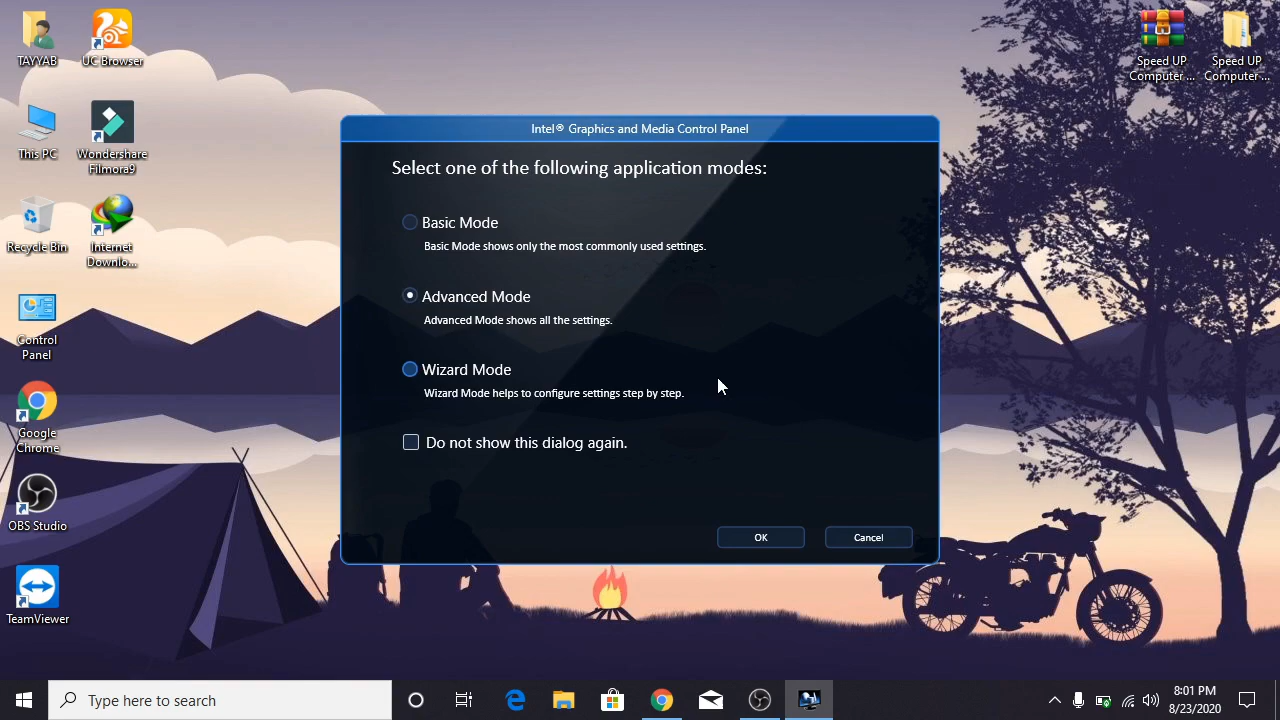 TAYYAB
UC Browser
This PC
Wondershare
Filmora9
Recycle Bin
Internet
Downlo...
Control
Panel
Google
Chrome
OBS Studio
TeamViewer
Speed UP
Computer ...
Speed UP
Computer ...
Intel® Graphics and Media Control Panel
Select one of the following application modes:
Basic Mode
Basic Mode shows only the most commonly used settings.
Advanced Mode
Advanced Mode shows all the settings.
Wizard Mode
Wizard Mode helps to configure settings step by step.
Do not show this dialog again.
OK
Cancel
Type here to search
8:01 PM
8/23/2020